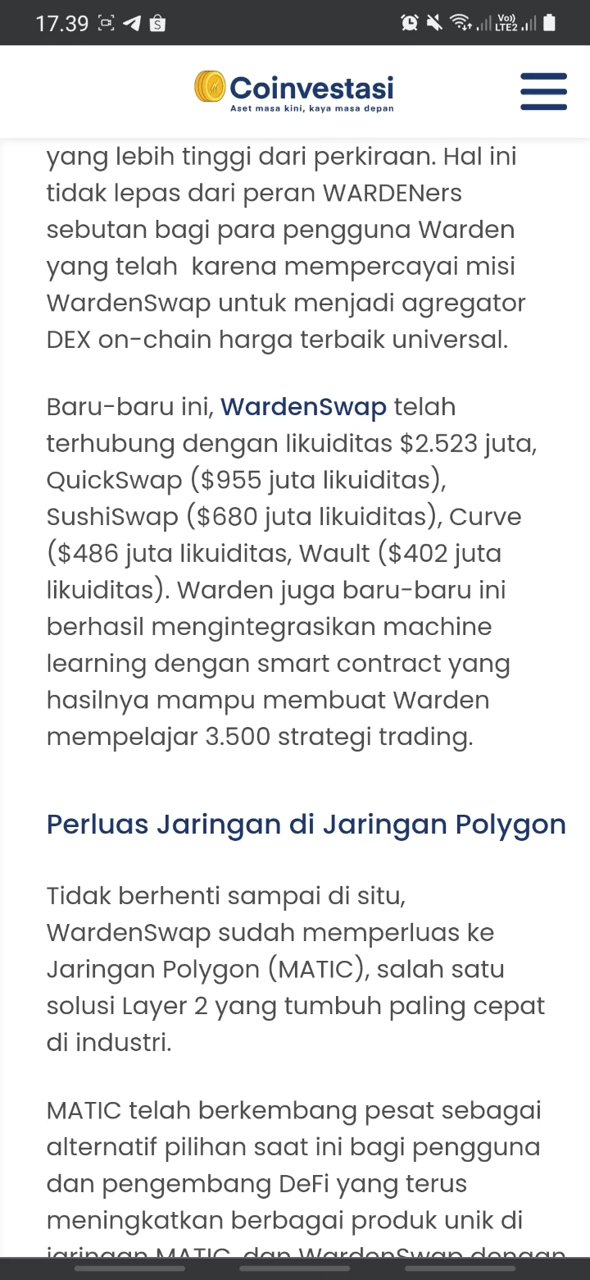 17.39
VoLTE2
Coinvestasi
Aset masa kini, kaya masa depan
yang lebih tinggi dari perkiraan. Hal ini
tidak lepas dari peran WARDENers
sebutan bagi para pengguna Warden
yang telah karena mempercayai misi
WardenSwap untuk menjadi agregator
DEX on-chain harga terbaik universal.
Baru-baru ini, WardenSwap telah
terhubung dengan likuiditas $2.523 juta,
QuickSwap ($955 juta likuiditas),
SushiSwap ($680 juta likuiditas), Curve
($486 juta likuiditas, Wault ($402 juta
likuiditas). Warden juga baru-baru ini
berhasil mengintegrasikan machine
learning dengan smart contract yang
hasilnya mampu membuat Warden
mempelajar 3.500 strategi trading.
Perluas Jaringan di Jaringan Polygon
Tidak berhenti sampai di situ,
WardenSwap sudah memperluas ke
Jaringan Polygon (MATIC), salah satu
solusi Layer 2 yang tumbuh paling cepat
di industri.
MATIC telah berkembang pesat sebagai
alternatif pilihan saat ini bagi pengguna
dan pengembang DeFi yang terus
meningkatkan berbagai produk unik di
jaringan MATIC, dan WardenSwap dengan